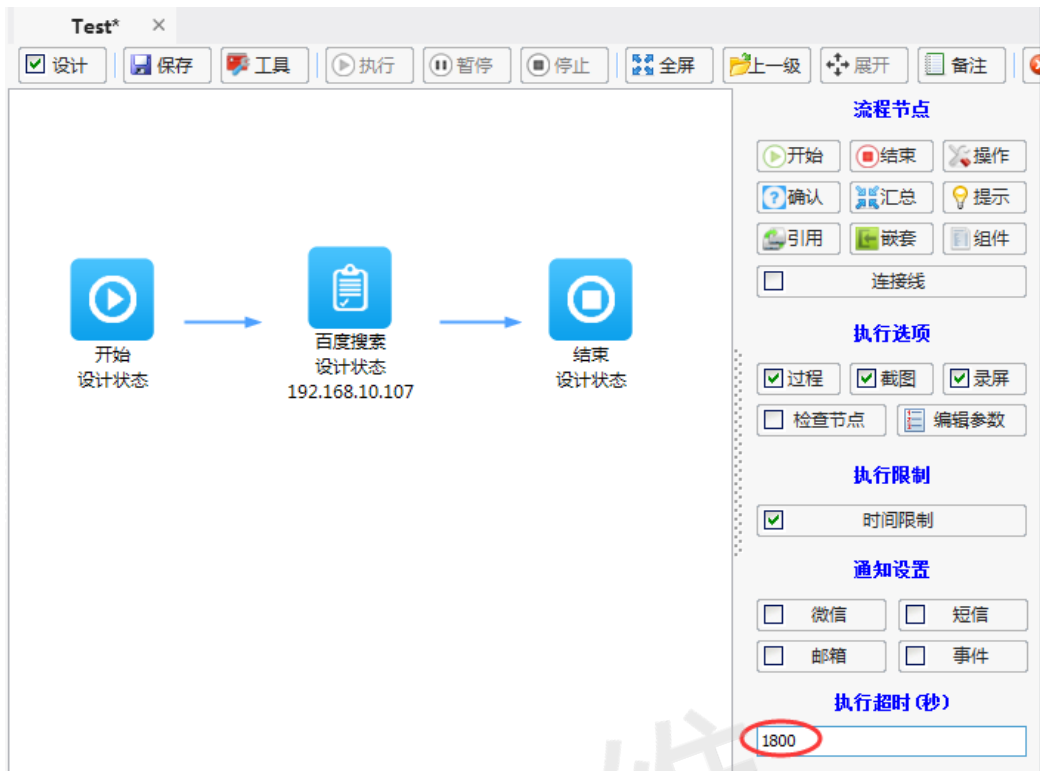 Test* ×
设计 保存 工具 执行 暂停 停止 全屏 上一级 展开 备注
流程节点
开始 结束 操作
确认 汇总 提示
引用 嵌套 组件
连接线
开始
设计状态
百度搜素
设计状态
192.168.10.107
结束
设计状态
执行选项
过程 截图 录屏
检查节点 编辑参数
执行限制
时间限制
通知设置
微信 短信
邮箱 事件
执行超时(秒)
1800